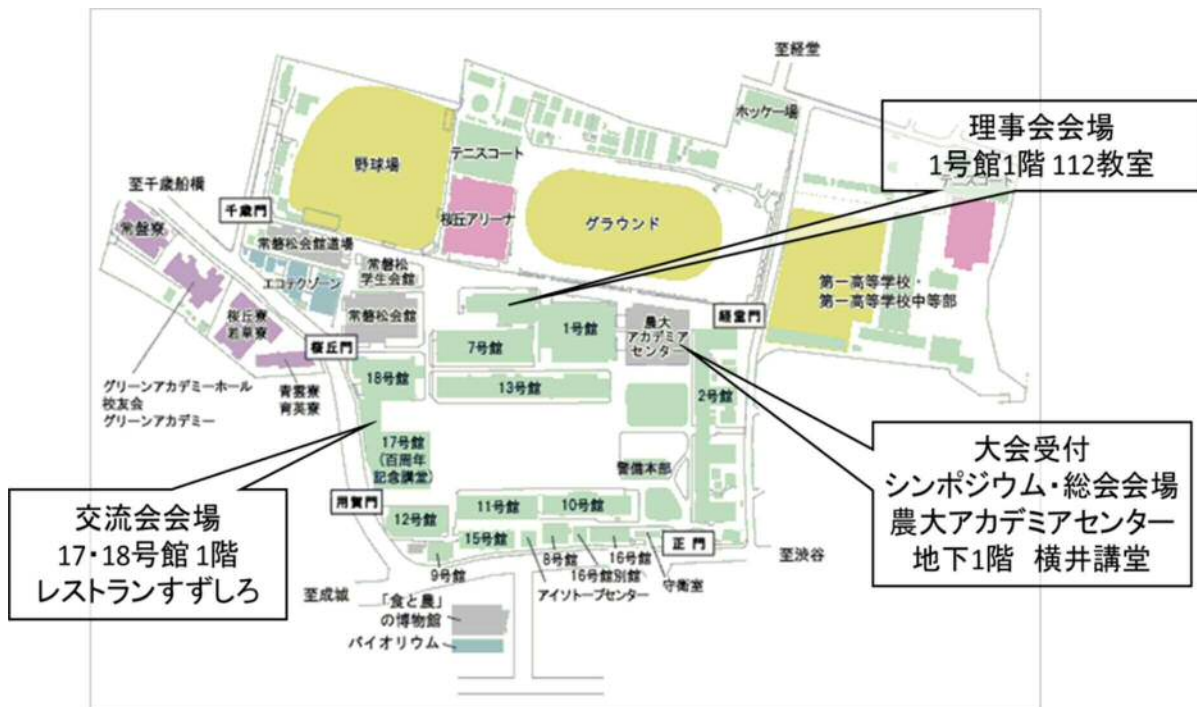 至経堂
ホッケー場
理事会会場
1号館1階 112教室
テニスコート
野球場
テニスコート
至千歳船橋
千歳門
桜丘アリーナ
グラウンド
常盤寮
常磐松会館道場
常磐松
学生会館
エコテクゾーン
第一高等学校・
第一高等学校中等部
桜丘寮
若草寮
常磐松会館
1号館
農大
アカデミア
センター
経堂門
桜丘門
7号館
グリーンアカデミーホール
校友会
グリーンアカデミー
青雲寮
育英寮
18号館
13号館
2号館
17号館
(百周年
記念講堂)
警備本部
大会受付
シンポジウム・総会会場
農大アカデミアセンター
地下1階 横井講堂
交流会会場
17・18号館 1階
レストランすずしろ
用賀門
12号館
11号館
10号館
15号館
8号館
16号館
正門
至渋谷
9号館
16号館別館
守衛室
至成城
アイソトープセンター
「食と農」
の博物館
バイオリウム